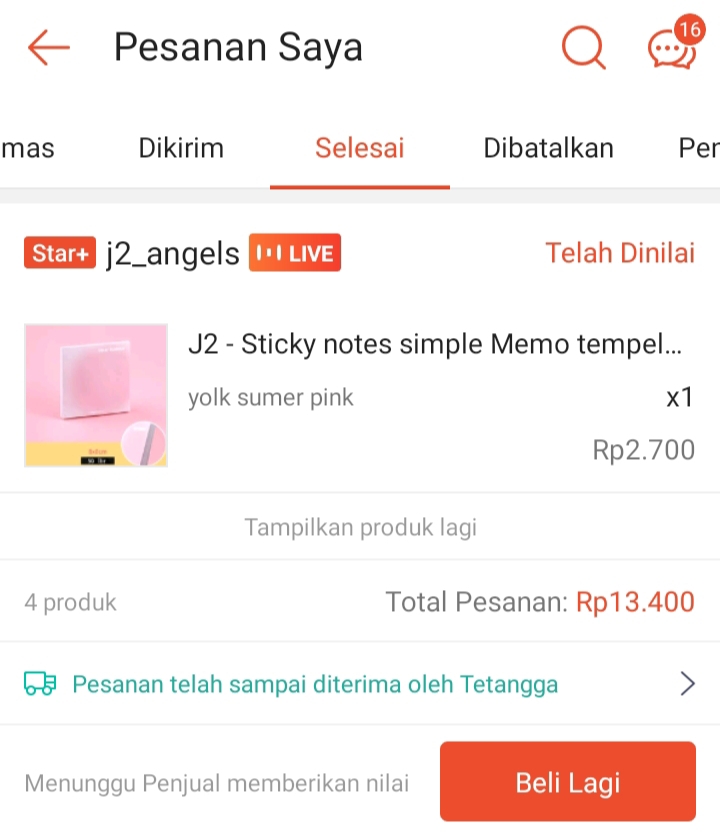 Pesanan Saya
16
mas Dikirim Selesai Dibatalkan Per
Star+ j2_angels LIVE Telah Dinilai
J2 - Sticky notes simple Memo tempel...
yolk sumer pink x1
Rp2.700
Tampilkan produk lagi
4 produk Total Pesanan: Rp13.400
Pesanan telah sampai diterima oleh Tetangga
Menunggu Penjual memberikan nilai Beli Lagi